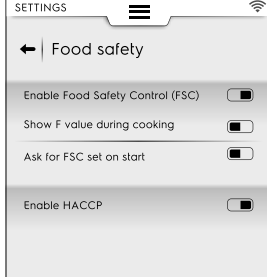 SETTINGS
Food safety
Enable Food Safety Control (FSC)
Show F value during cooking
Ask for FSC set on start
Enable HACCP